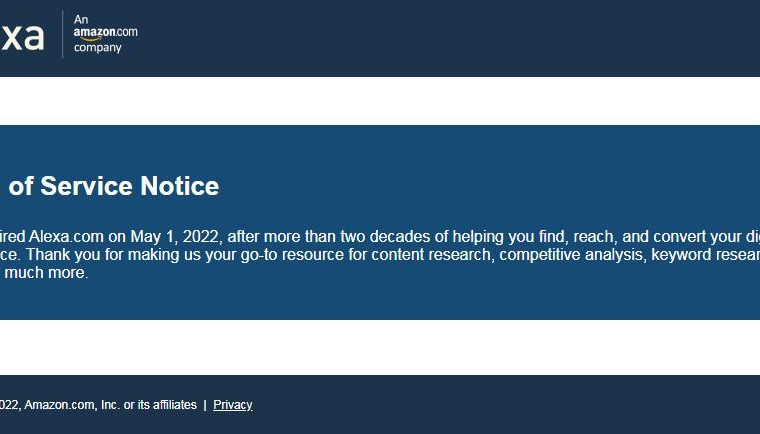 xa
An
amazon.com
company
of Service Notice
ired Alexa.com on May 1, 2022, after more than two decades of helping you find, reach, and convert your di
ce. Thank you for making us your go-to resource for content research, competitive analysis, keyword resear
much more.
022, Amazon.com, Inc. or its affiliates | Privacy